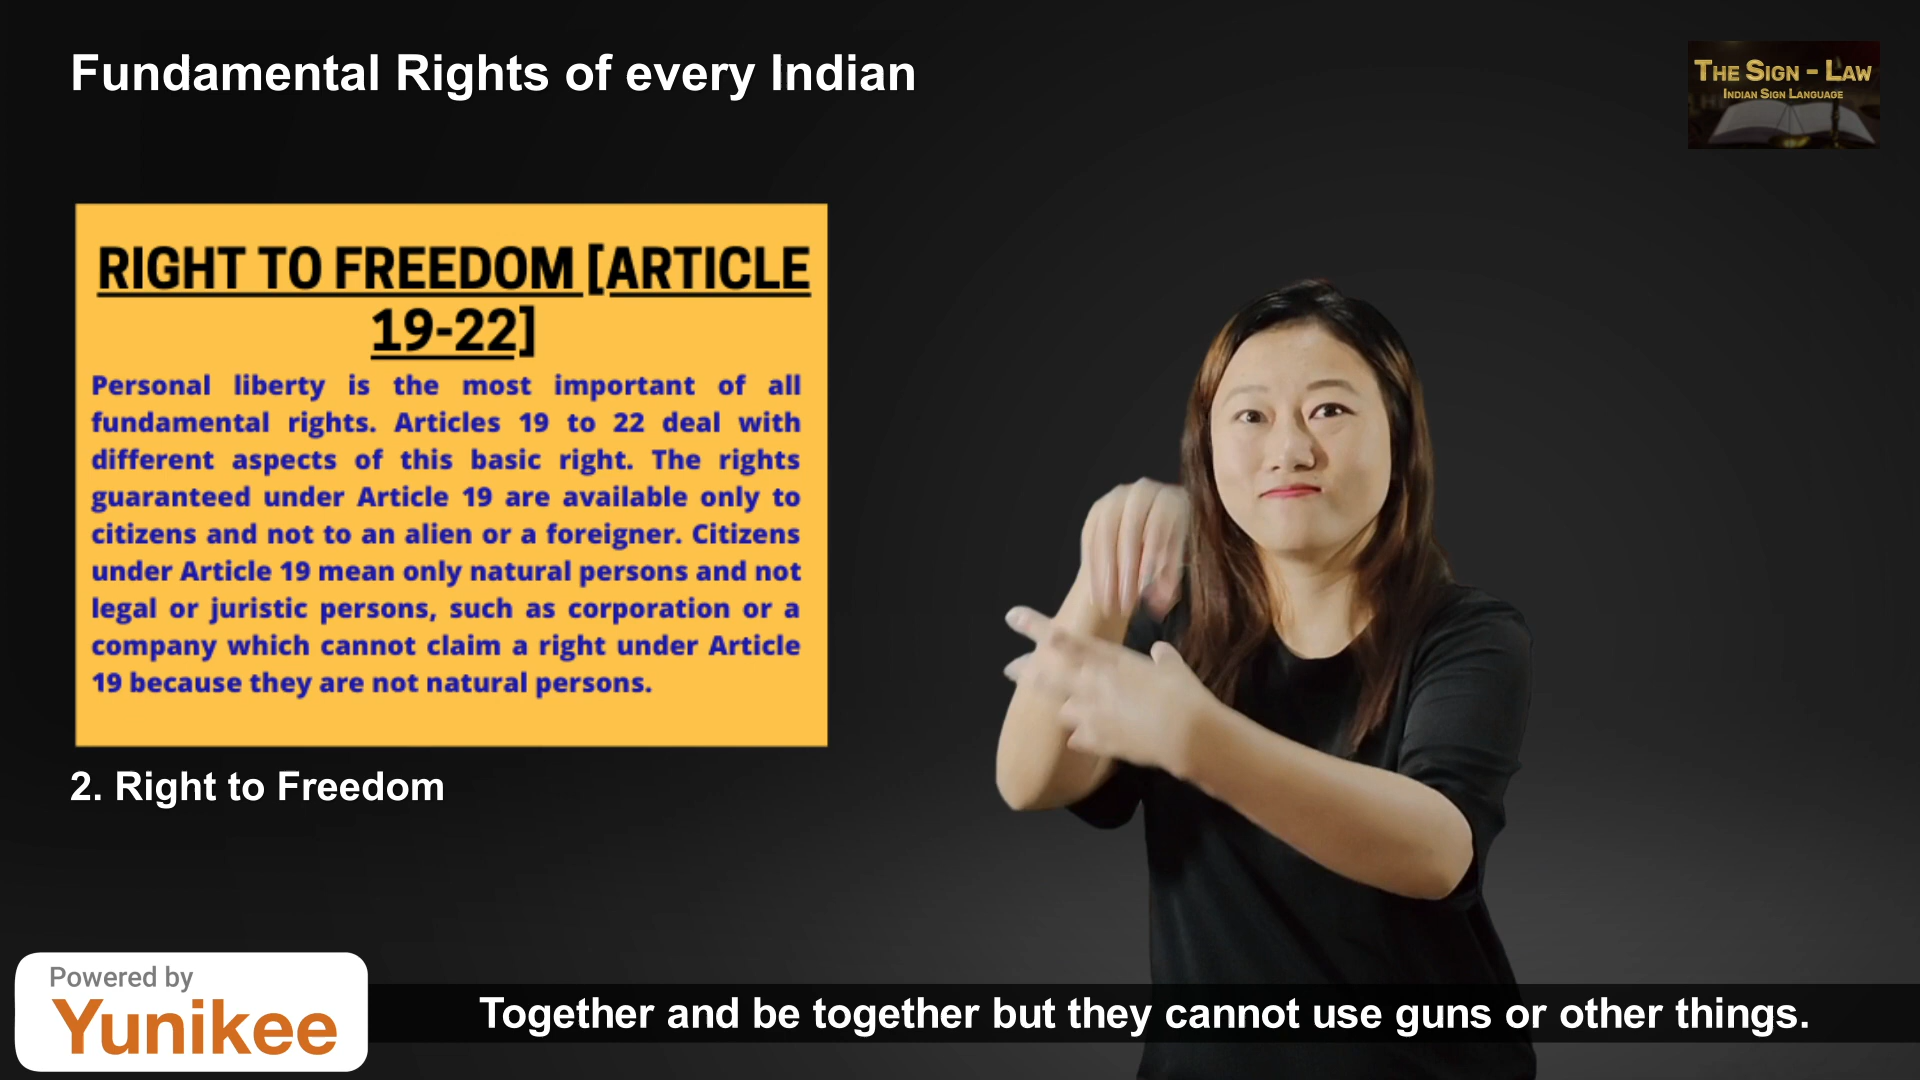 Fundamental Rights of every Indian
THE SIGN - LAW
INDIAN SIGN LANGUAGE
RIGHT TO FREEDOM [ARTICLE
19-22]
Personal liberty is the most important of all
fundamental rights. Articles 19 to 22 deal with
different aspects of this basic right. The rights
guaranteed under Article 19 are available only to
citizens and not to an alien or a foreigner. Citizens
under Article 19 mean only natural persons and not
legal or juristic persons, such as corporation or a
company which cannot claim a right under Article
19 because they are not natural persons.
2. Right to Freedom
Powered by
Yunikee
Together and be together but they cannot use guns or other things.